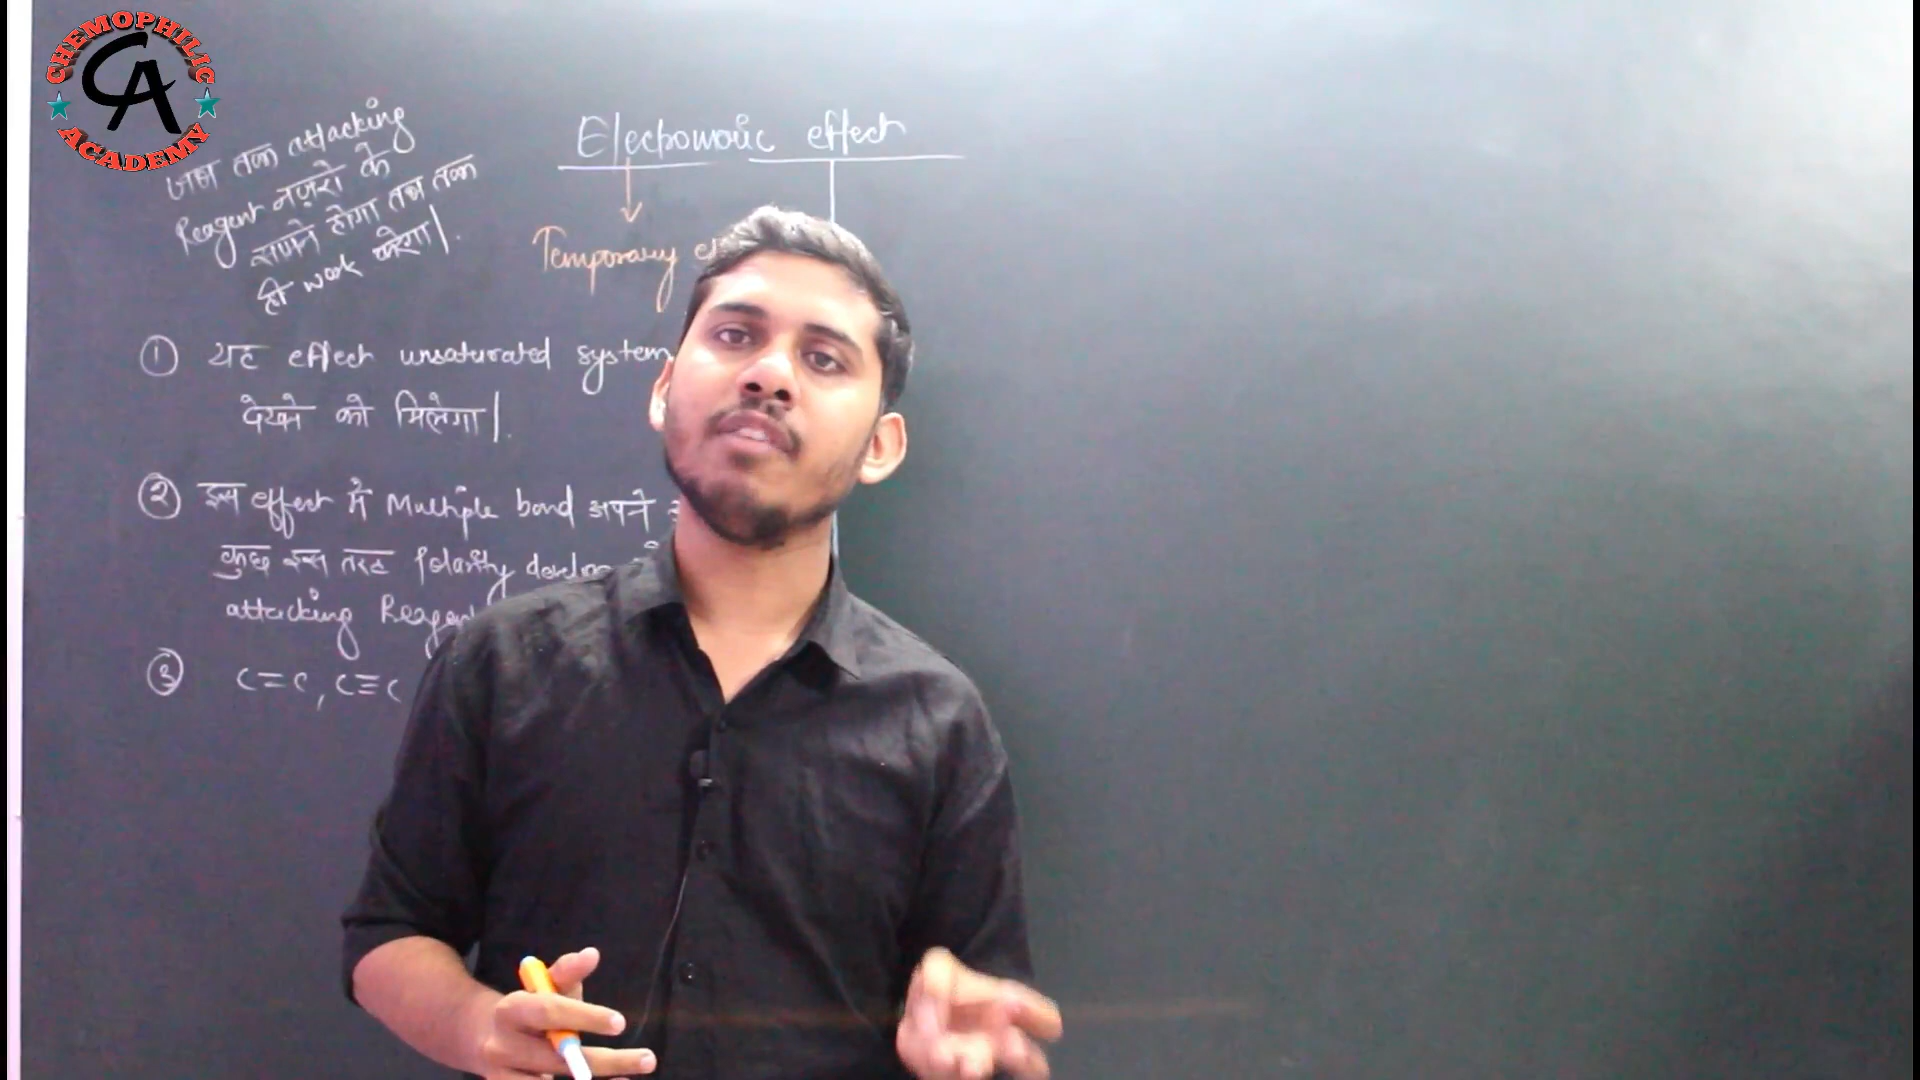 CHEMOPHILIC
CA
ACADEMY
जब तक attacking
Reagent नज़रो के
सामने होगा तब तक
ही work करेगा।
Electromeric effect
Temporary
① यह effect unsaturated system
देखने को मिलेगा।
② इस effect में Multiple bond अपने
कुछ इस तरह Polarity
attacking Reagent
③ C=C, C≡C